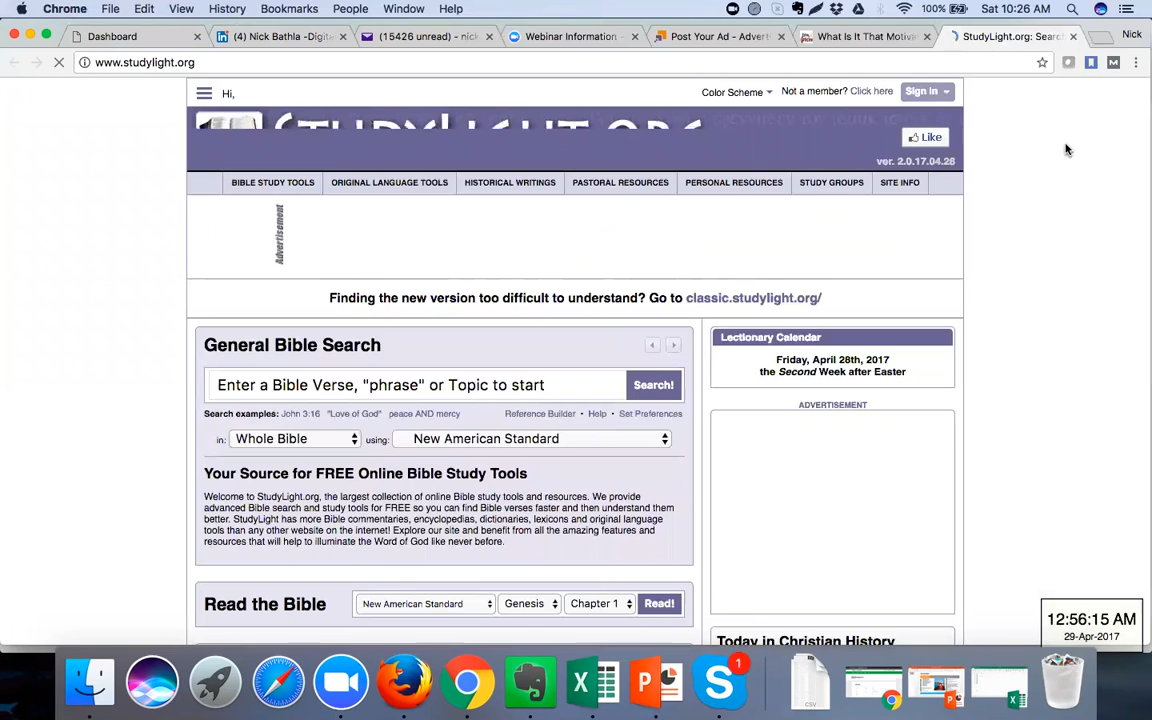 Chrome File Edit View History Bookmarks People Window Help 100% Sat 10:26 AM
Dashboard (4) Nick Bathla -Digita (15426 unread) - nick Webinar Information - Post Your Ad - Advert What Is It That Motiva StudyLight.org: Searc Nick
www.studylight.org
Hi, Color Scheme Not a member? Click here Sign in
STUDYLIGHT.ORG
Like
ver. 2.0.17.04.28
BIBLE STUDY TOOLS ORIGINAL LANGUAGE TOOLS HISTORICAL WRITINGS PASTORAL RESOURCES PERSONAL RESOURCES STUDY GROUPS SITE INFO
Advertisement
Finding the new version too difficult to understand? Go to classic.studylight.org/
General Bible Search
Enter a Bible Verse, "phrase" or Topic to start Search!
Search examples: John 3:16 "Love of God" peace AND mercy Reference Builder • Help • Set Preferences
in: Whole Bible using: New American Standard
Your Source for FREE Online Bible Study Tools
Welcome to StudyLight.org, the largest collection of online Bible study tools and resources. We provide
advanced Bible search and study tools for FREE so you can find Bible verses faster and then understand them
better. StudyLight has more Bible commentaries, encyclopedias, dictionaries, lexicons and original language
tools than any other website on the internet! Explore our site and benefit from all the amazing features and
resources that will help to illuminate the Word of God like never before.
Read the Bible New American Standard Genesis Chapter 1 Read!
Lectionary Calendar
Friday, April 28th, 2017
the Second Week after Easter
ADVERTISEMENT
Today in Christian History
12:56:15 AM
29-Apr-2017
1
CSV